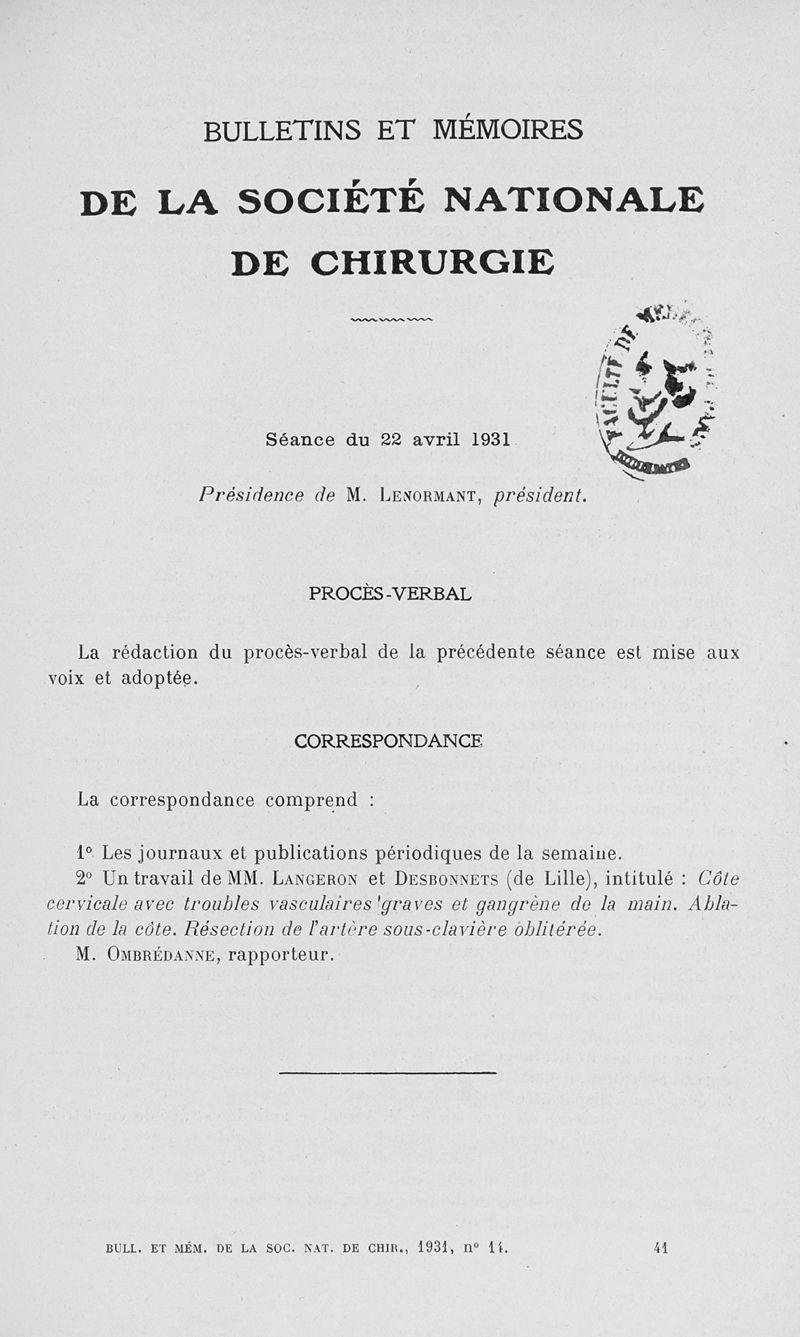 BULLETINS ET MÉMOIRES
DE LA SOCIÉTÉ NATIONALE
DE CHIRURGIE
FACULTÉ DE
Séance du 22 avril 1931
Présidence de M. LENORMANT, président.
PROCÈS-VERBAL
La rédaction du procès-verbal de la précédente séance est mise aux
voix et adoptée.
CORRESPONDANCE
La correspondance comprend :
1° Les journaux et publications périodiques de la semaine.
2° Un travail de MM. LANGERON et DESBONNETS (de Lille), intitulé : Côte
cervicale avec troubles vasculaires graves et gangrène de la main. Abla-
tion de la côte. Résection de l'artère sous-clavière oblitérée.
M. OMBRÉDANNE, rapporteur.
BULL. ET MÉM. DE LA SOC. NAT. DE CHIR., 1931, n° 14. 41